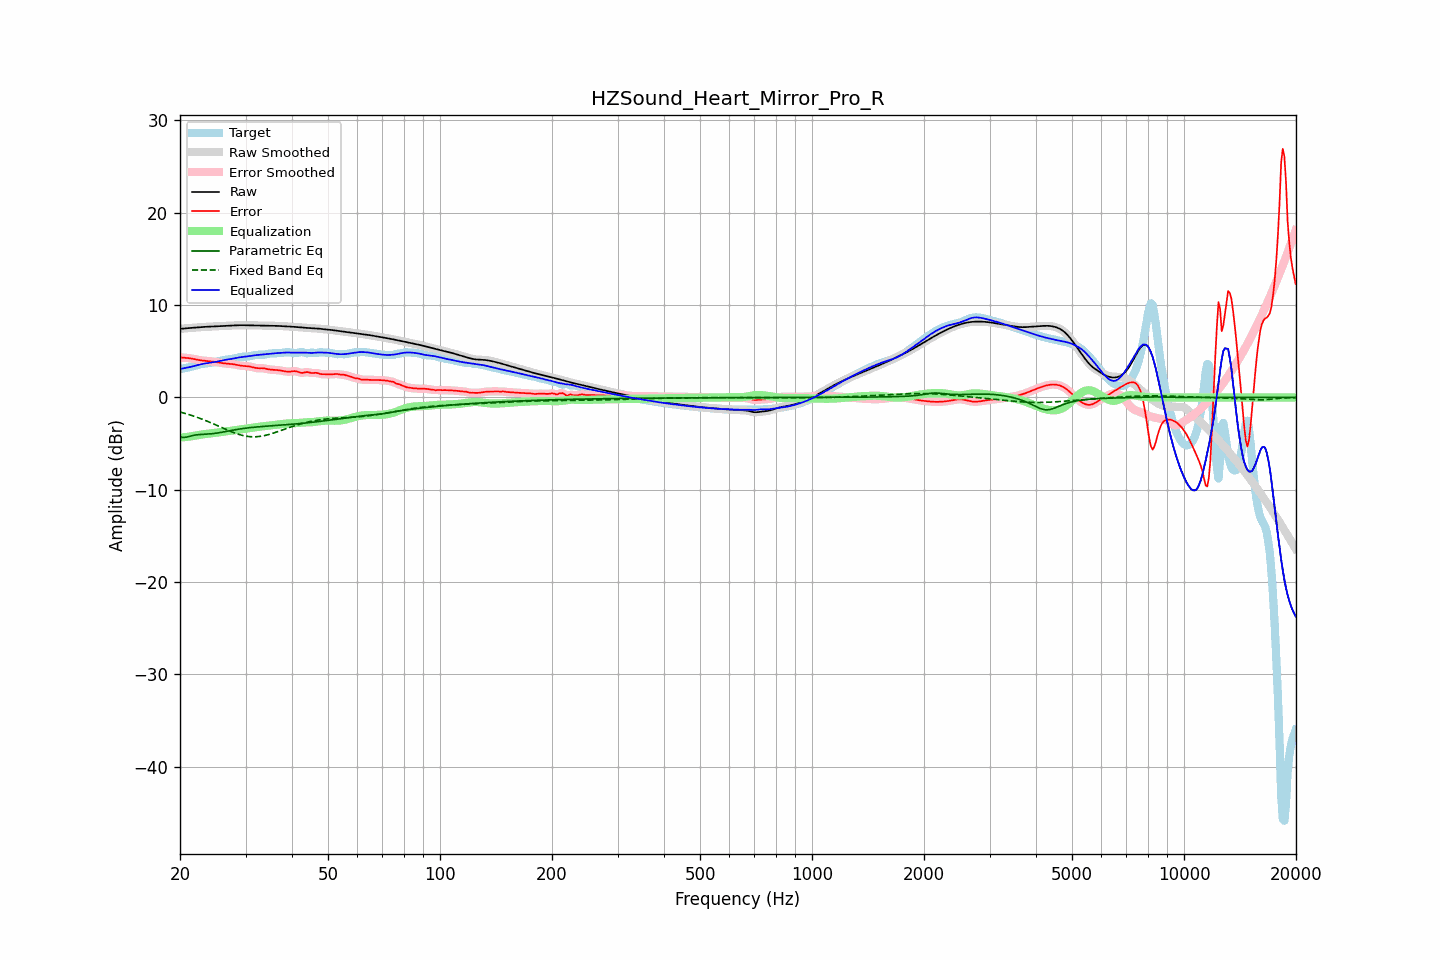 HZSound_Heart_Mirror_Pro_R
30
20
10
0
−10
−20
−30
−40
Amplitude (dBr)
Target
Raw Smoothed
Error Smoothed
Raw
Error
Equalization
Parametric Eq
Fixed Band Eq
Equalized
20 50 100 200 500 1000 2000 5000 10000 20000
Frequency (Hz)